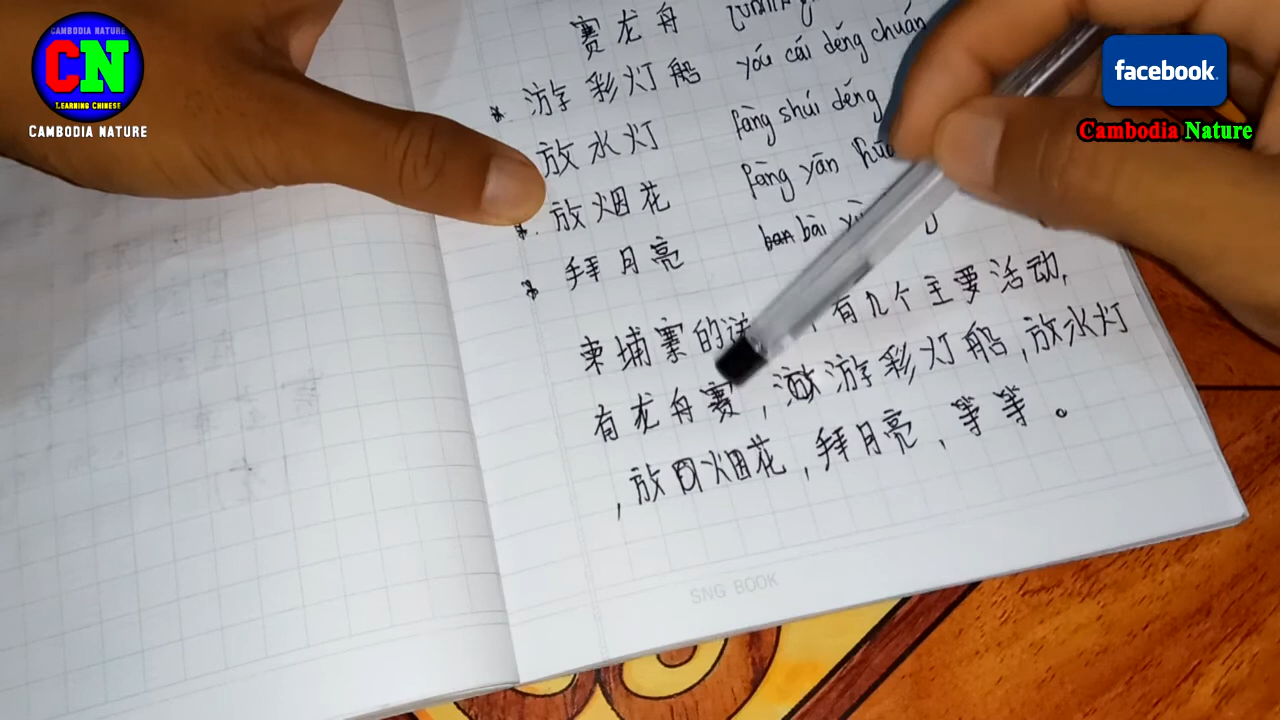 CAMBODIA NATURE
CN
LEARNING CHINESE
CAMBODIA NATURE
facebook
Cambodia Nature
赛龙舟
游彩灯船 yóu cái dēng chuán
放水灯 fàng shuǐ dēng
放烟花 fàng yān
拜月亮 bài
柬埔寨的 有几个主要活动,
有龙舟赛, 游彩灯船,放水灯
,放 烟花,拜月亮,等等。
SNG BOOK